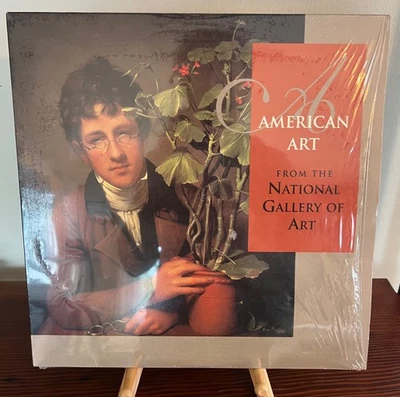 AMERICAN
ART
FROM THE
NATIONAL
GALLERY OF
ART